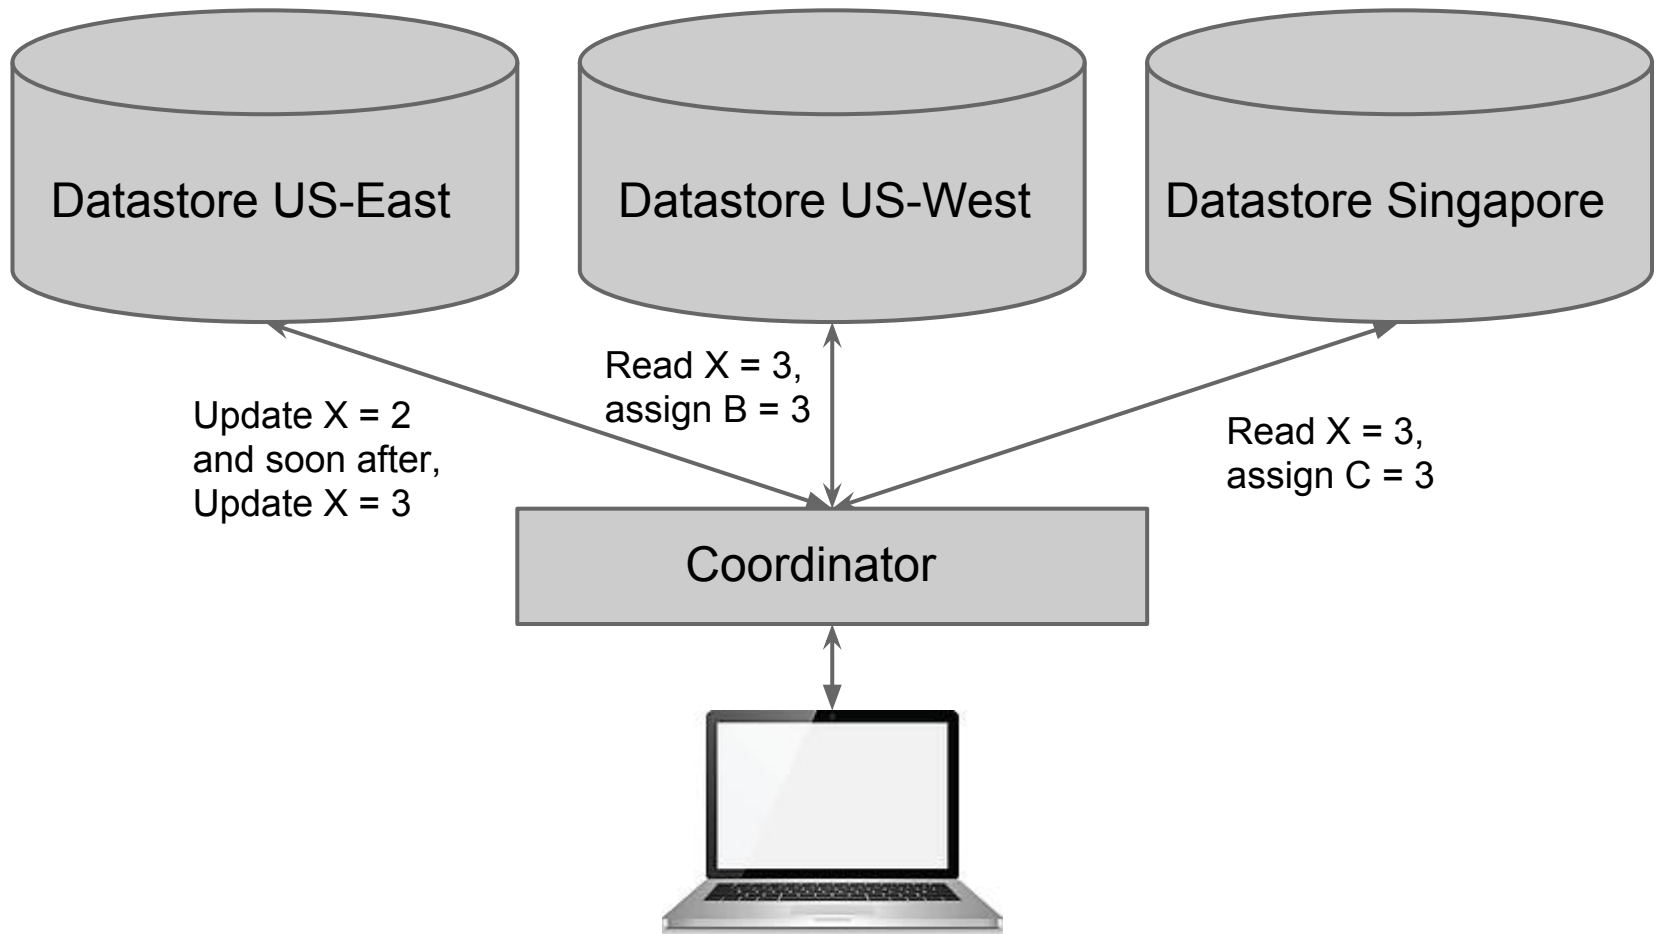 Datastore US-East
Datastore US-West
Datastore Singapore
Read X = 3,
assign B = 3
Update X = 2
and soon after,
Update X = 3
Read X = 3,
assign C = 3
Coordinator